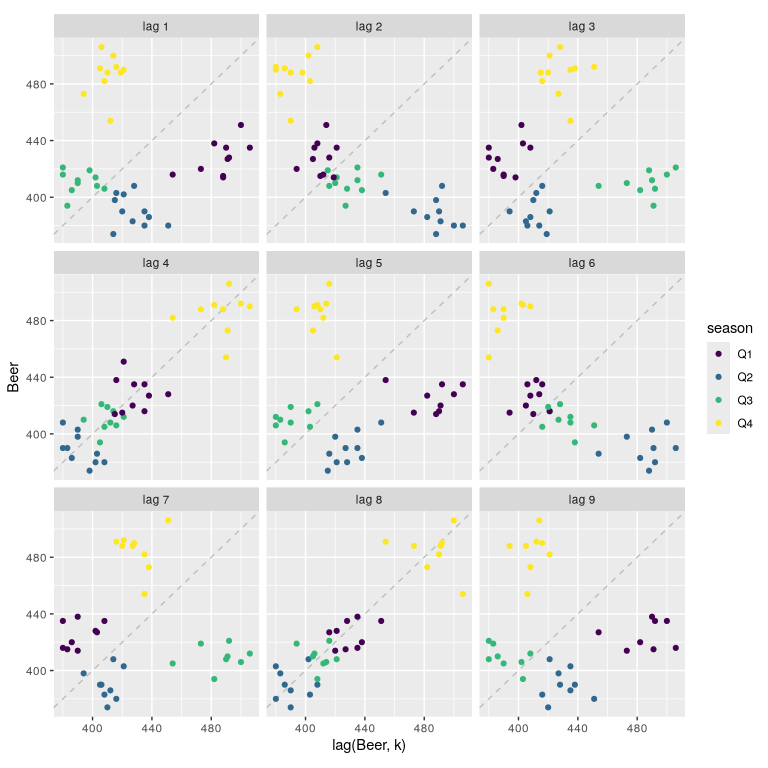 lag 1
lag 2
lag 3
480
440
400
lag 4
lag 5
lag 6
480
440
400
lag 7
lag 8
lag 9
480
440
400
400 440 480
400 440 480
400 440 480
lag(Beer, k)
Beer
season
Q1
Q2
Q3
Q4